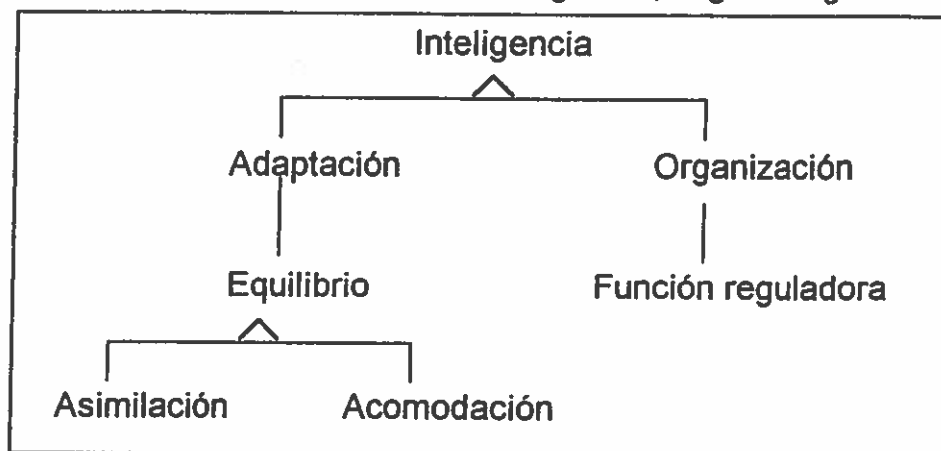 Inteligencia
Adaptación Organización
Equilibrio Función reguladora
Asimilación Acomodación